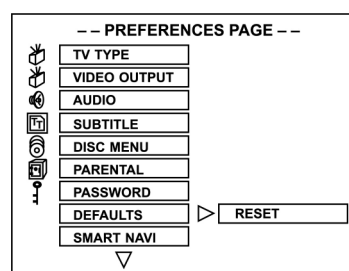 -- PREFERENCES PAGE --
TV TYPE
VIDEO OUTPUT
AUDIO
SUBTITLE
DISC MENU
PARENTAL
PASSWORD
DEFAULTS RESET
SMART NAVI